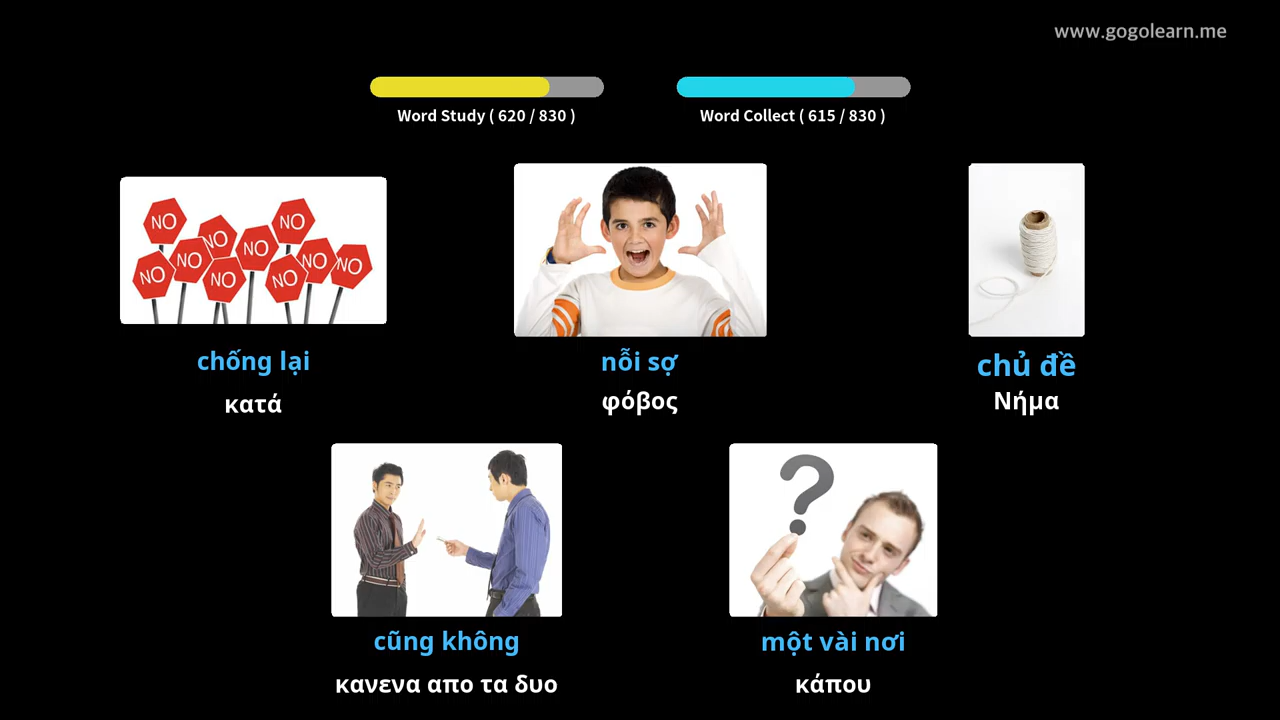 www.gogolearn.me
Word Study ( 620 / 830 )
Word Collect ( 615 / 830 )
NO
NO
NO
NO
NO
NO
NO
NO
NO
NO
chống lại
κατά
nỗi sợ
φόβος
chủ đề
Νήμα
?
cũng không
κανενα απο τα δυο
một vài nơi
κάπου